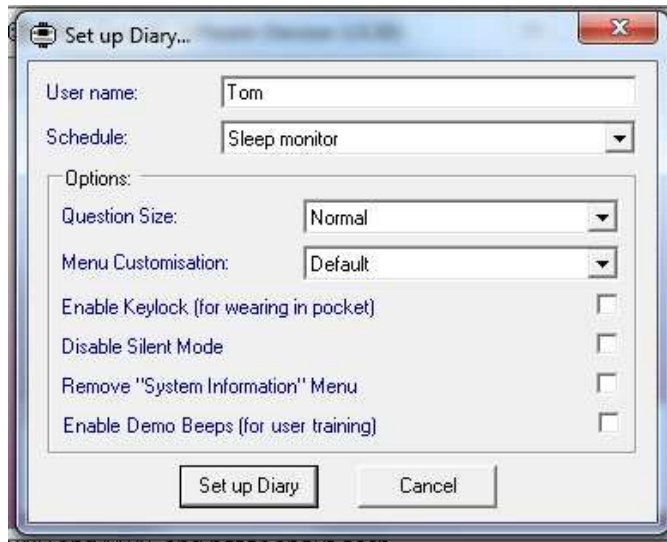 Set up Diary...
User name: Tom
Schedule: Sleep monitor
Options:
Question Size: Normal
Menu Customisation: Default
Enable Keylock (for wearing in pocket)
Disable Silent Mode
Remove "System Information" Menu
Enable Demo Beeps (for user training)
Set up Diary Cancel